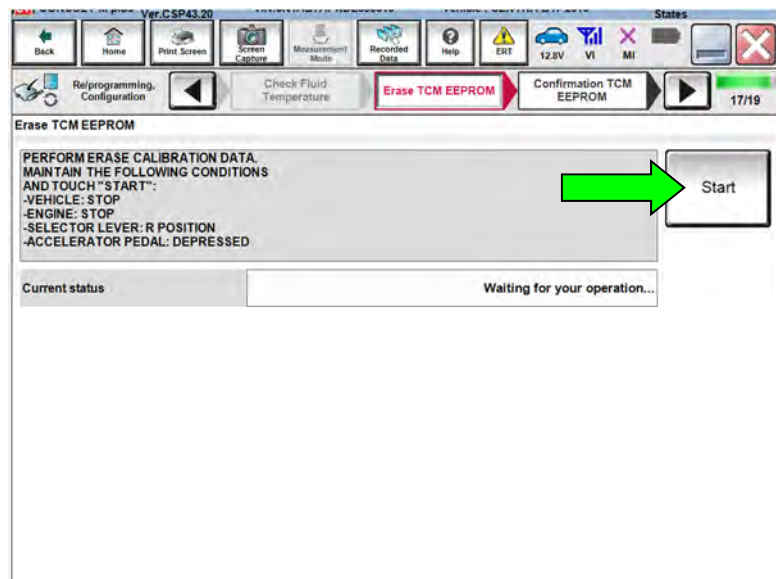 Ver.CSP43.20
States
Back
Home
Print Screen
Screen
Capture
Measurement
Mode
Recorded
Data
Help
ERT
12.8V
VI
MI
Re/programming,
Configuration
Check Fluid
Temperature
Erase TCM EEPROM
Confirmation TCM
EEPROM
17/19
Erase TCM EEPROM
PERFORM ERASE CALIBRATION DATA.
MAINTAIN THE FOLLOWING CONDITIONS
AND TOUCH "START":
-VEHICLE: STOP
-ENGINE: STOP
-SELECTOR LEVER: R POSITION
-ACCELERATOR PEDAL: DEPRESSED
Start
Current status
Waiting for your operation...